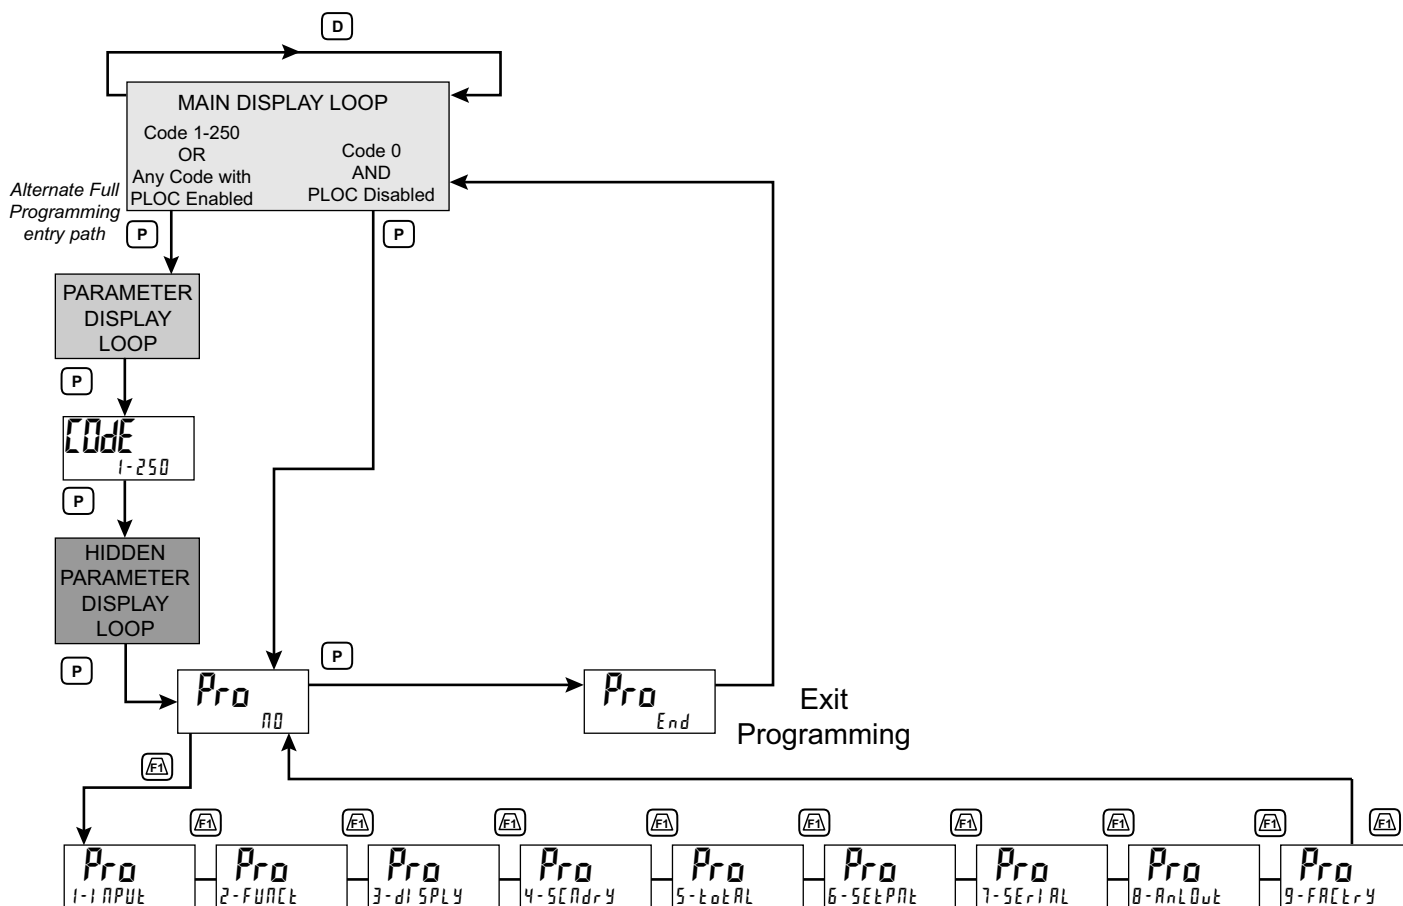 D
MAIN DISPLAY LOOP
Code 1-250
OR
Any Code with
PLOC Enabled
Code 0
AND
PLOC Disabled
Alternate Full
Programming
entry path
P
P
PARAMETER
DISPLAY
LOOP
P
COdE
1-250
P
HIDDEN
PARAMETER
DISPLAY
LOOP
P
Pro
NO
P
Pro
End
Exit
Programming
F1
F1
F1
F1
F1
F1
F1
F1
F1
F1
Pro
1-INPUt
Pro
2-FUNCt
Pro
3-dISPLY
Pro
4-SCNdrY
Pro
5-totAL
Pro
6-SEtPNt
Pro
7-SErIAL
Pro
8-AnLOut
Pro
9-FACtrY